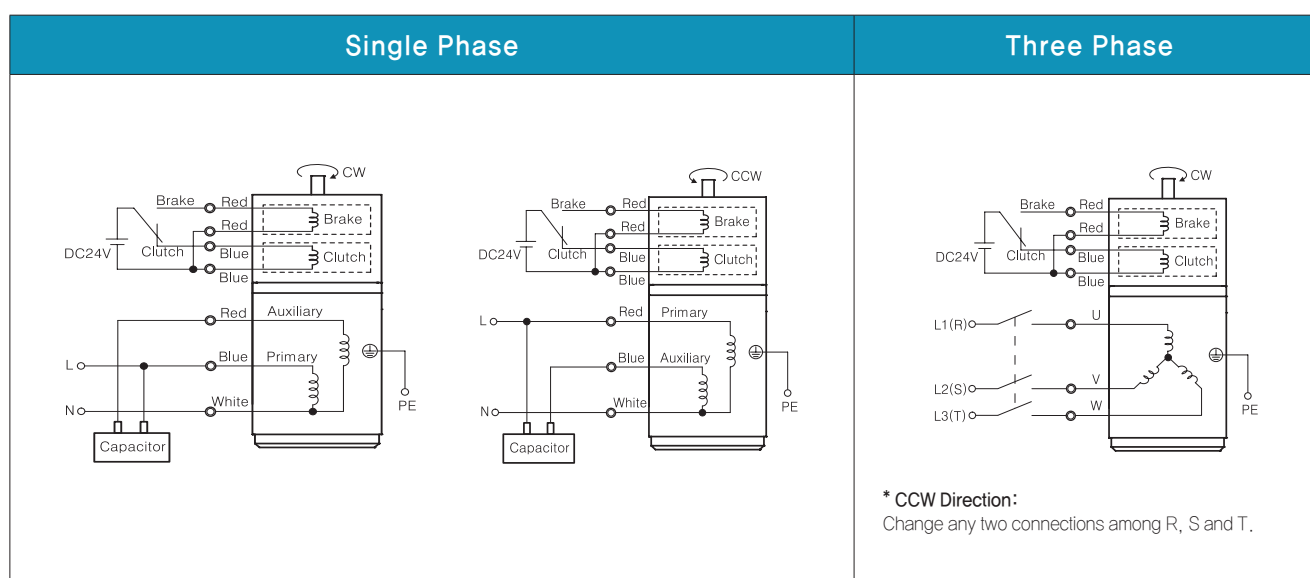 Single Phase
Three Phase
CW
Brake
Red
Brake
Red
Clutch
Blue
Clutch
DC24V
Blue
Red
Auxiliary
L
Blue
Primary
N
White
PE
Capacitor
CCW
Brake
Red
Brake
Red
Clutch
Blue
Clutch
DC24V
Blue
L
Red
Primary
Blue
Auxiliary
N
White
PE
Capacitor
CW
Brake
Red
Brake
Red
Clutch
Blue
Clutch
DC24V
Blue
L1(R)
U
L2(S)
V
L3(T)
W
PE
* CCW Direction:
Change any two connections among R, S and T.